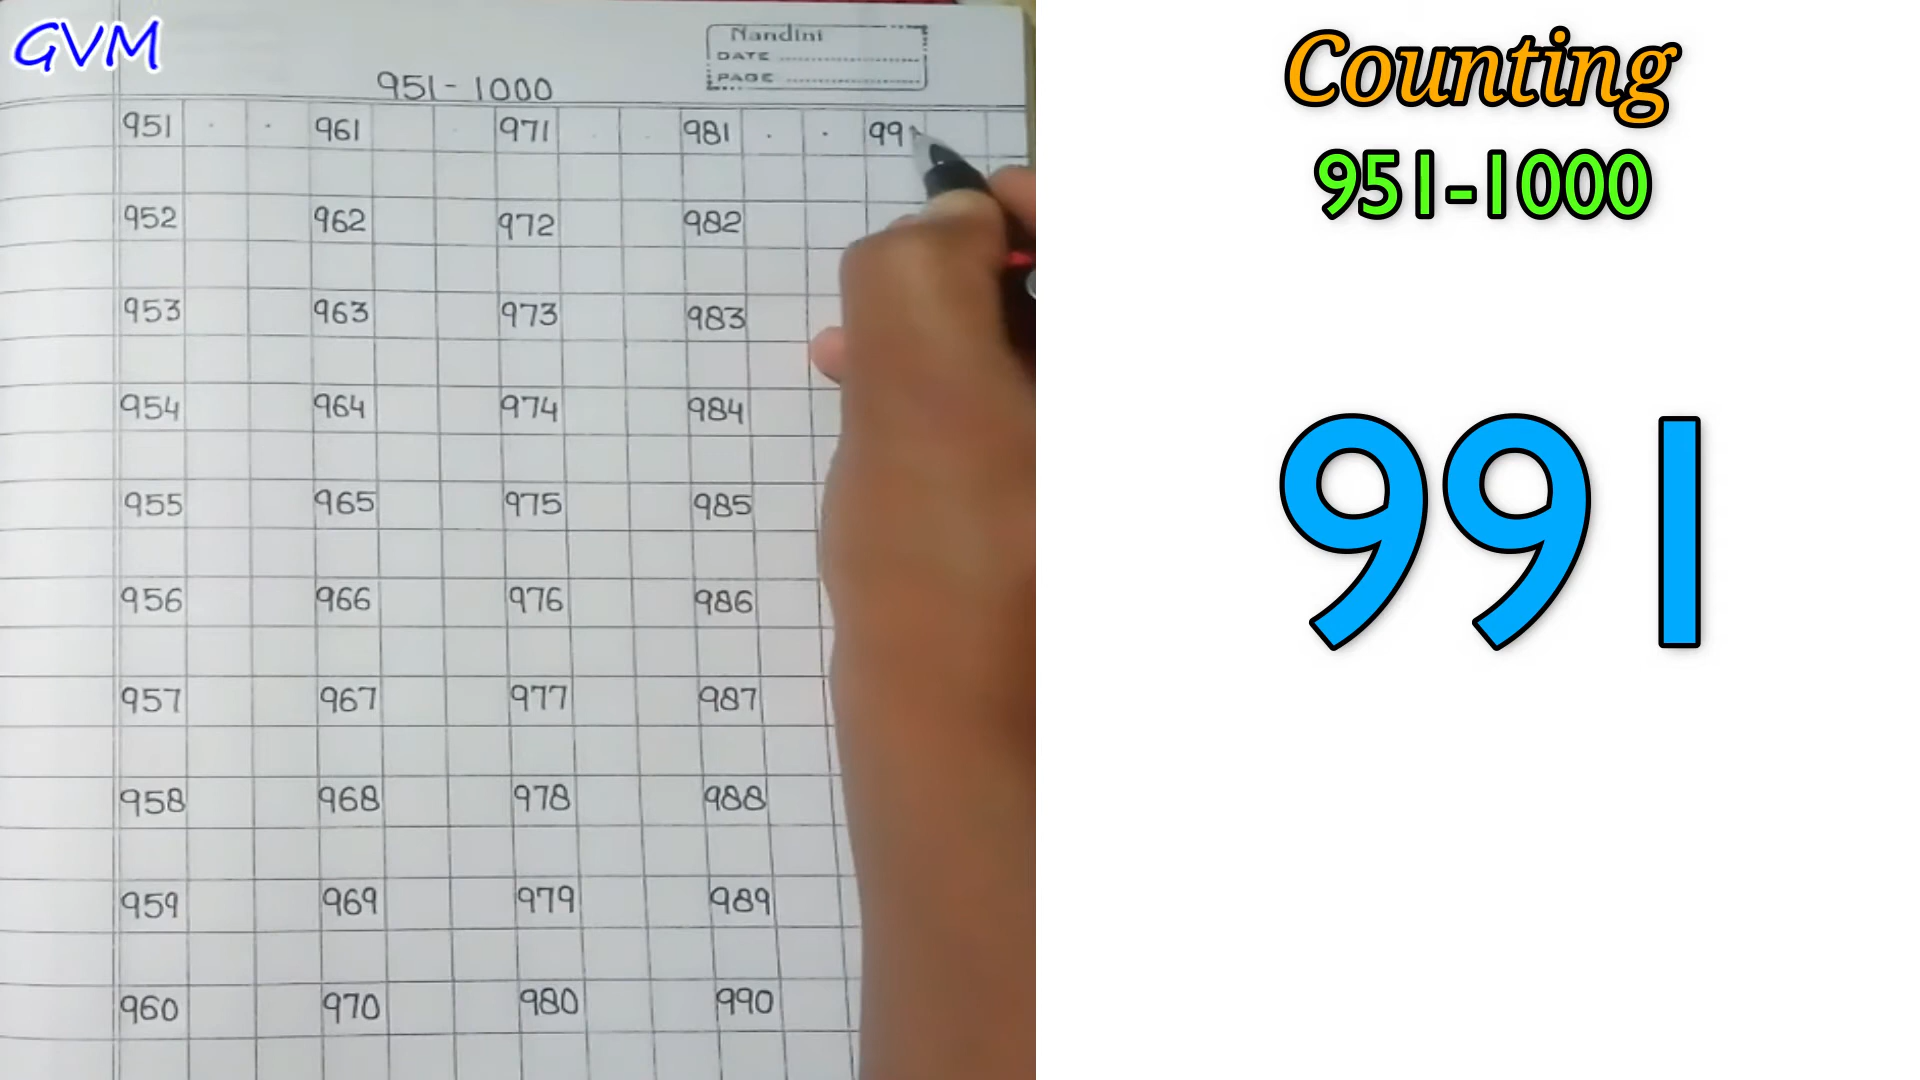 GVM
Nandini
DATE
PAGE
951 - 1000
951 961 971 981 991
952 962 972 982
953 963 973 983
954 964 974 984
955 965 975 985
956 966 976 986
957 967 977 987
958 968 978 988
959 969 979 989
960 970 980 990
Counting
951-1000
991